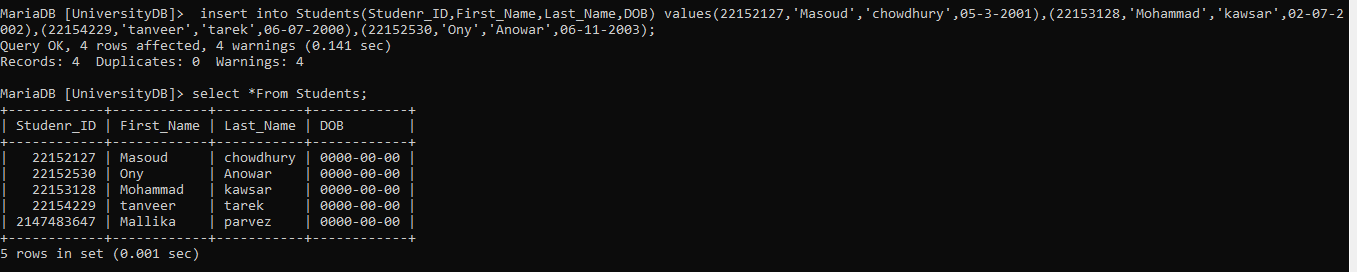 MariaDB [UniversityDB]>  insert into Students(Studenr_ID,First_Name,Last_Name,DOB) values(22152127,'Masoud','chowdhury',05-3-2001),(22153128,'Mohammad','kawsar',02-07-2
002),(22154229,'tanveer','tarek',06-07-2000),(22152530,'Ony','Anowar',06-11-2003);
Query OK, 4 rows affected, 4 warnings (0.141 sec)
Records: 4  Duplicates: 0  Warnings: 4
MariaDB [UniversityDB]> select *From Students;
+------------+------------+-----------+------------+
| Studenr_ID | First_Name | Last_Name | DOB        |
+------------+------------+-----------+------------+
|   22152127 | Masoud     | chowdhury | 0000-00-00 |
|   22152530 | Ony        | Anowar    | 0000-00-00 |
|   22153128 | Mohammad   | kawsar    | 0000-00-00 |
|   22154229 | tanveer    | tarek     | 0000-00-00 |
| 2147483647 | Mallika    | parvez    | 0000-00-00 |
+------------+------------+-----------+------------+
5 rows in set (0.001 sec)